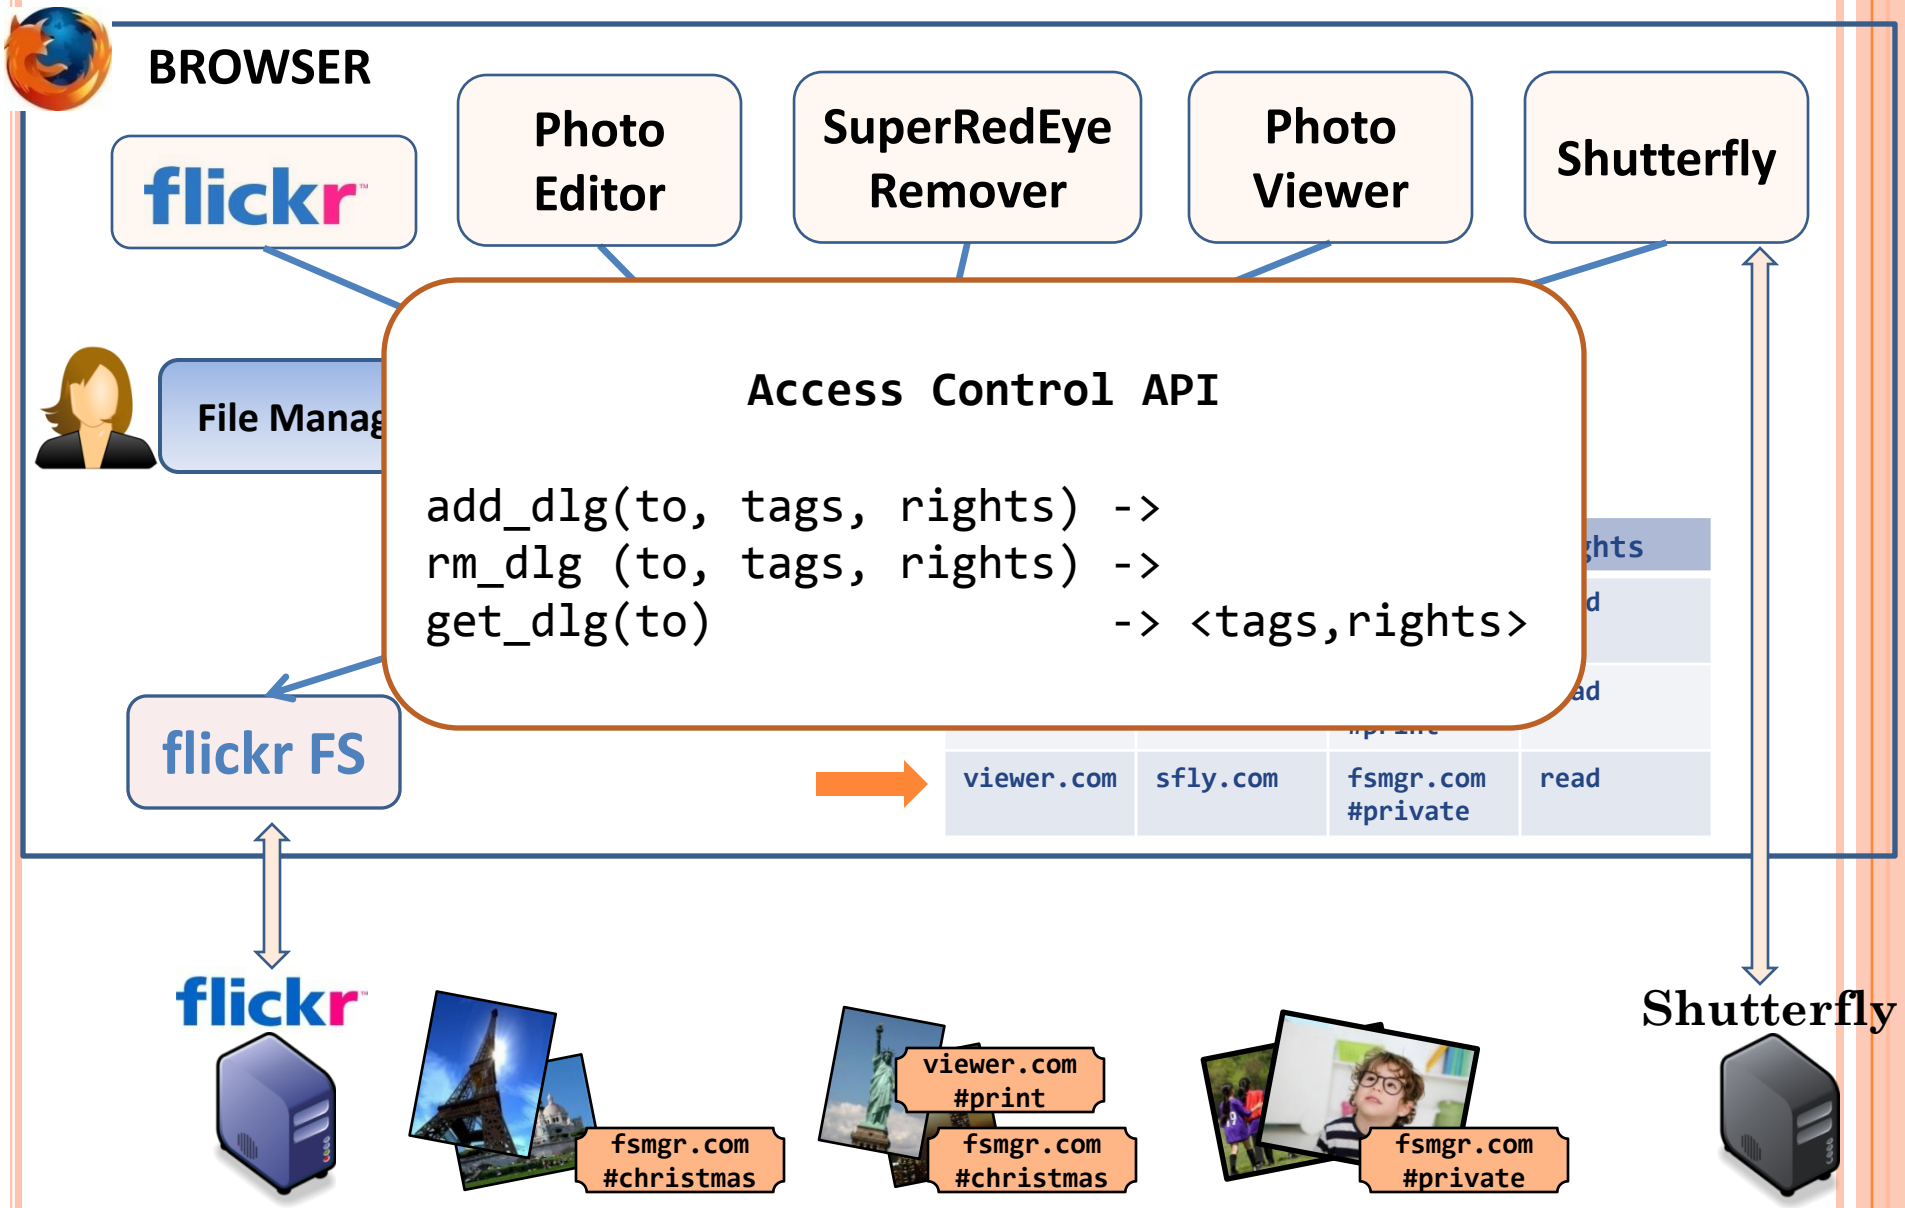 BROWSER
flickr
Photo
Editor
SuperRedEye
Remover
Photo
Viewer
Shutterfly
File Manag
Access Control API
add_dlg(to, tags, rights) ->
rm_dlg (to, tags, rights) ->
get_dlg(to) -> <tags,rights>
ghts
d
ad
#print
flickr FS
viewer.com sfly.com fsmgr.com read
#private
flickr
Shutterfly
viewer.com
#print
fsmgr.com
#christmas
fsmgr.com
#christmas
fsmgr.com
#private